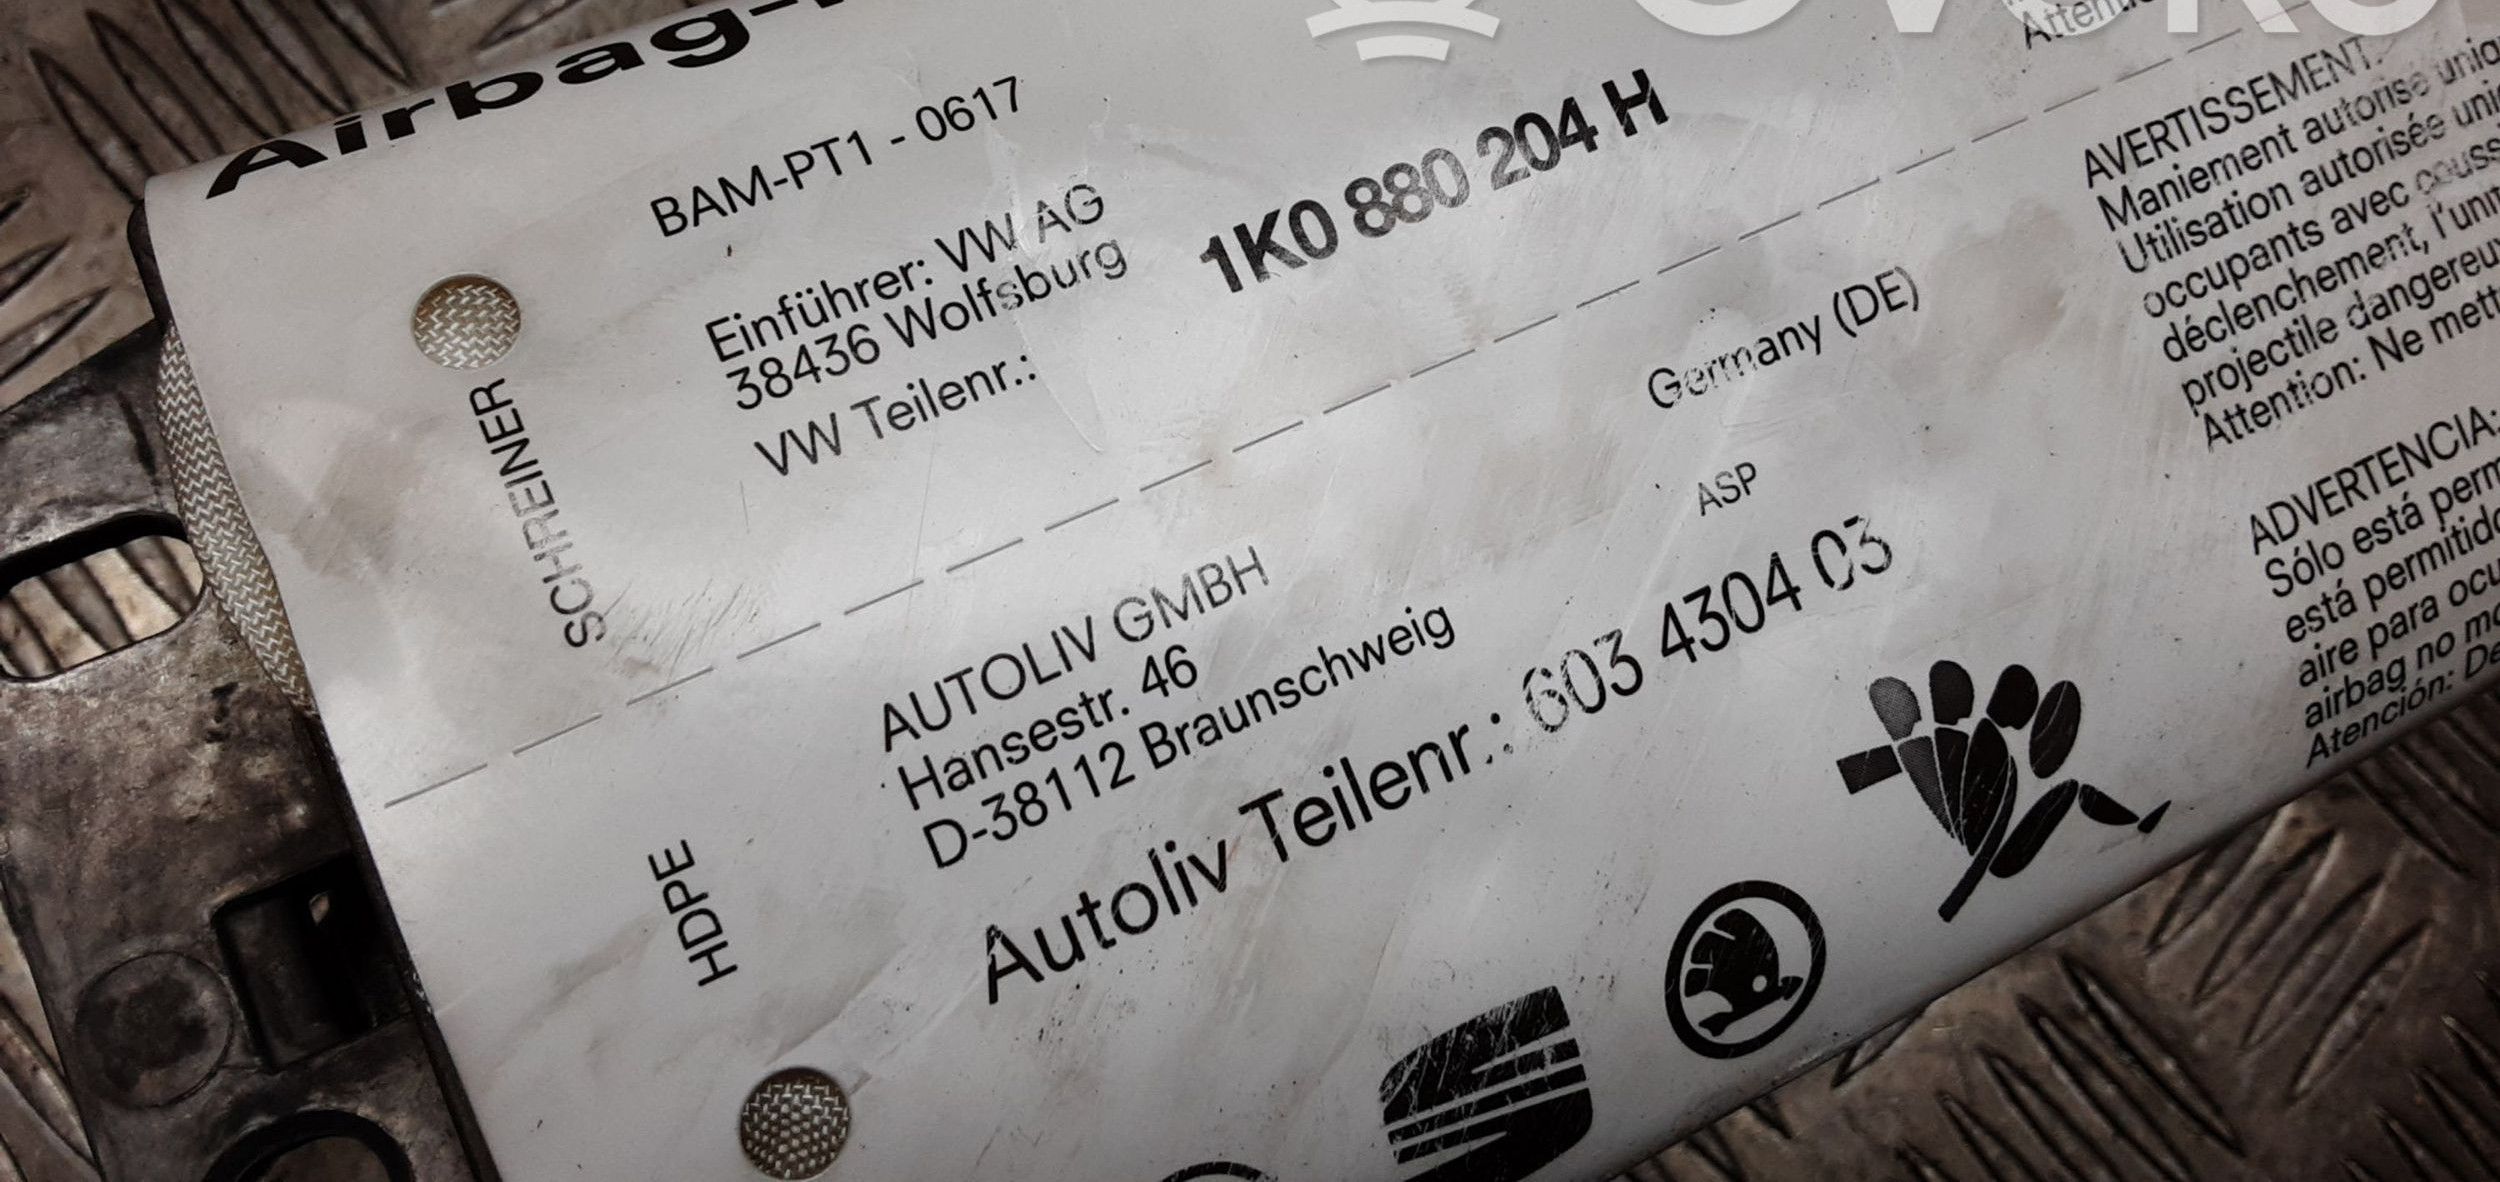 Airbag-
BAM-PT1 - 0617
Einführer: VW AG
38436 Wolfsburg
VW Teilenr.:
1K0 880 204 H
SCHREINER
Germany (DE)
AUTOLIV GMBH
Hansestr. 46
D-38112 Braunschweig
ASP
Autoliv Teilenr.: 603 4304 03
HDPE
AVERTISSEMENT:
Maniement autorisé
Utilisation autorisée
occupants avec
déclenchement,
projectile
Attention: Ne
ADVERTENCIA:
Sólo está
está permitido
aire para
airbag no
Atención: